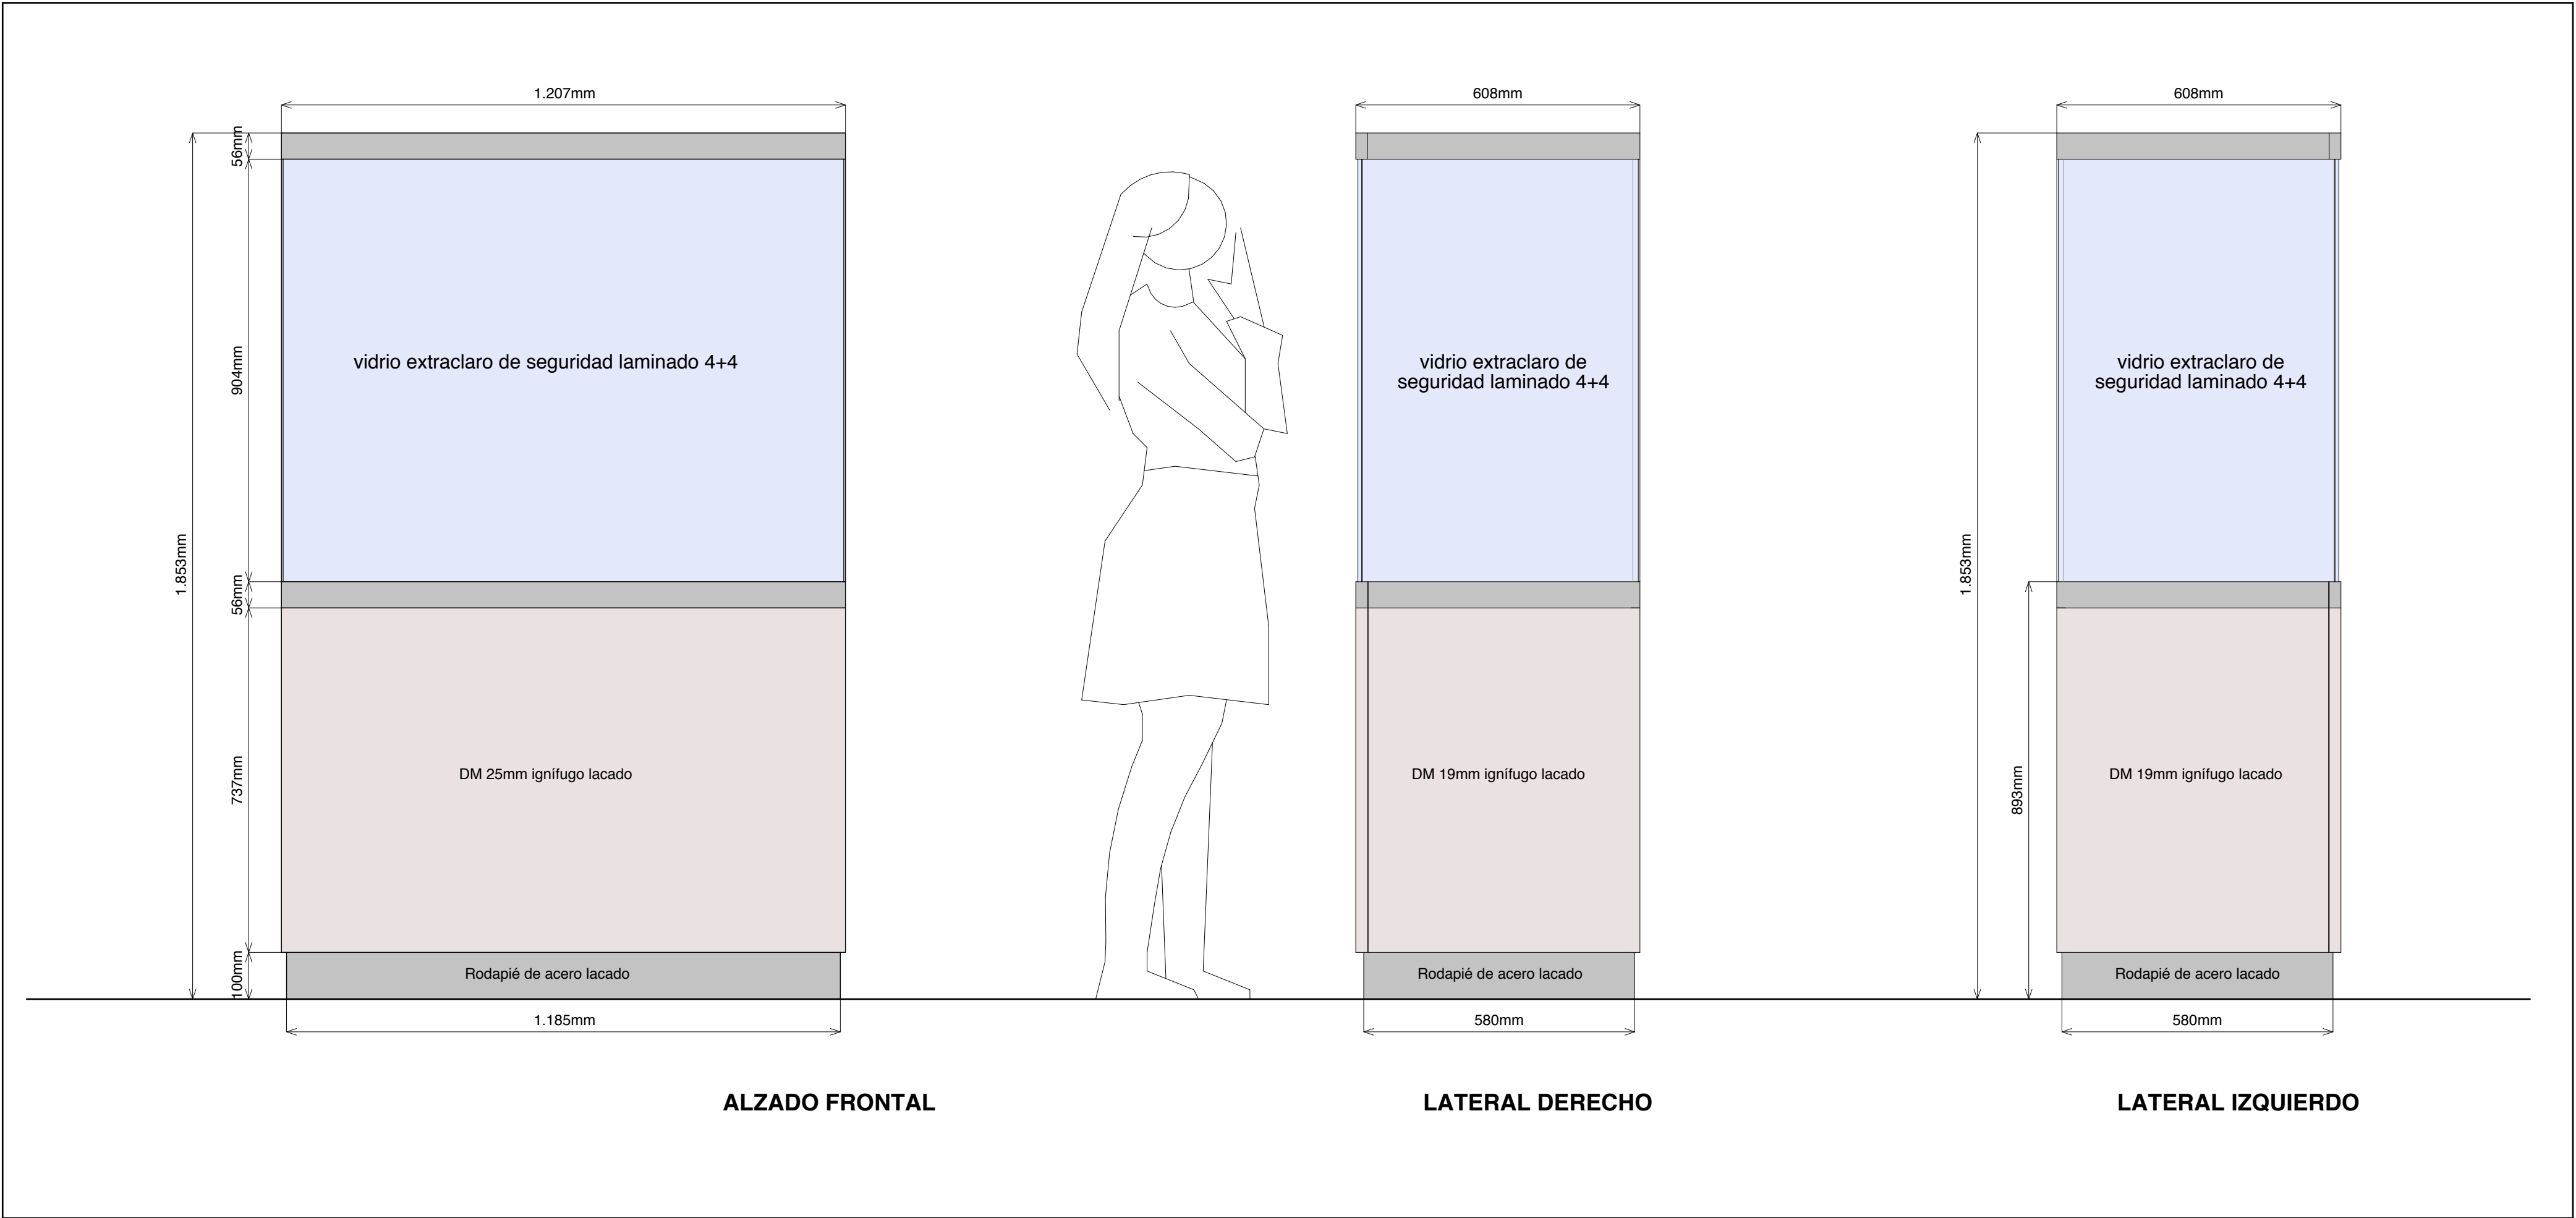 1.207mm
608mm
608mm
56mm
904mm
1.853mm
56mm
737mm
100mm
vidrio extraclaro de seguridad laminado 4+4
DM 25mm ignífugo lacado
Rodapié de acero lacado
1.185mm
vidrio extraclaro de
seguridad laminado 4+4
DM 19mm ignífugo lacado
Rodapié de acero lacado
580mm
1.853mm
893mm
vidrio extraclaro de
seguridad laminado 4+4
DM 19mm ignífugo lacado
Rodapié de acero lacado
580mm
ALZADO FRONTAL
LATERAL DERECHO
LATERAL IZQUIERDO